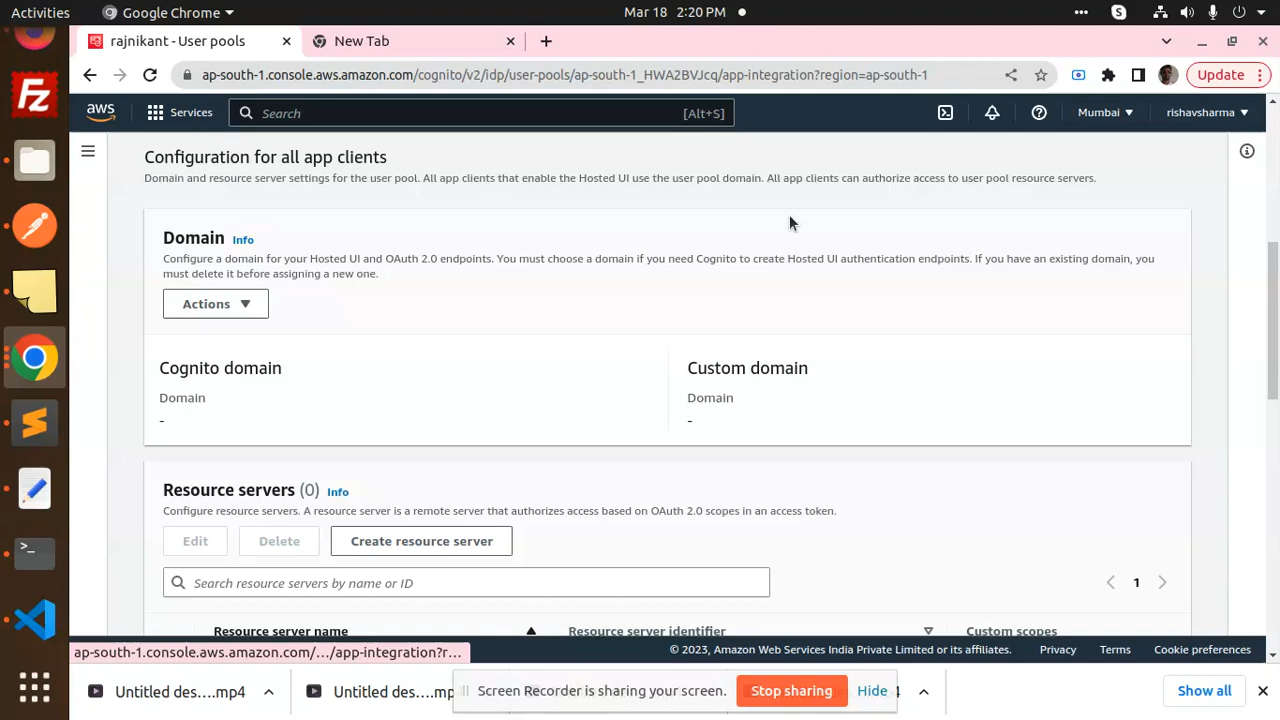 Activities
Google Chrome
Mar 18 2:20 PM
rajnikant - User pools
New Tab
ap-south-1.console.aws.amazon.com/cognito/v2/idp/user-pools/ap-south-1_HWA2BVJcq/app-integration?region=ap-south-1
Update
aws
Services
Search
[Alt+S]
Mumbai
rishavsharma
Configuration for all app clients
Domain and resource server settings for the user pool. All app clients that enable the Hosted UI use the user pool domain. All app clients can authorize access to user pool resource servers.
Domain Info
Configure a domain for your Hosted UI and OAuth 2.0 endpoints. You must choose a domain if you need Cognito to create Hosted UI authentication endpoints. If you have an existing domain, you
must delete it before assigning a new one.
Actions
Cognito domain
Domain
-
Custom domain
Domain
-
Resource servers (0) Info
Configure resource servers. A resource server is a remote server that authorizes access based on OAuth 2.0 scopes in an access token.
Edit
Delete
Create resource server
Search resource servers by name or ID
1
Resource server name
Resource server identifier
Custom scopes
ap-south-1.console.aws.amazon.com/.../app-integration?r...
© 2023, Amazon Web Services India Private Limited or its affiliates.
Privacy
Terms
Cookie preferences
Untitled des....mp4
Untitled des....mp
Screen Recorder is sharing your screen.
Stop sharing
Hide
4
Show all